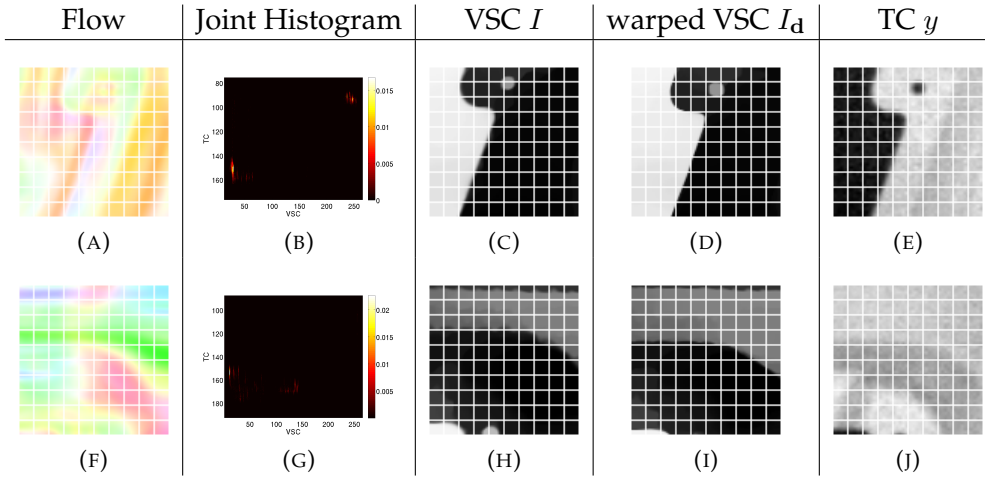 Flow Joint Histogram VSC I warped VSC I_d TC y
80
100
120
140
160
TC
50 100 150 200 250
VSC
0.015
0.01
0.005
0
(A) (B) (C) (D) (E)
100
120
140
160
180
TC
0 50 100 150 200 250
VSC
0.02
0.015
0.01
0.005
(F) (G) (H) (I) (J)